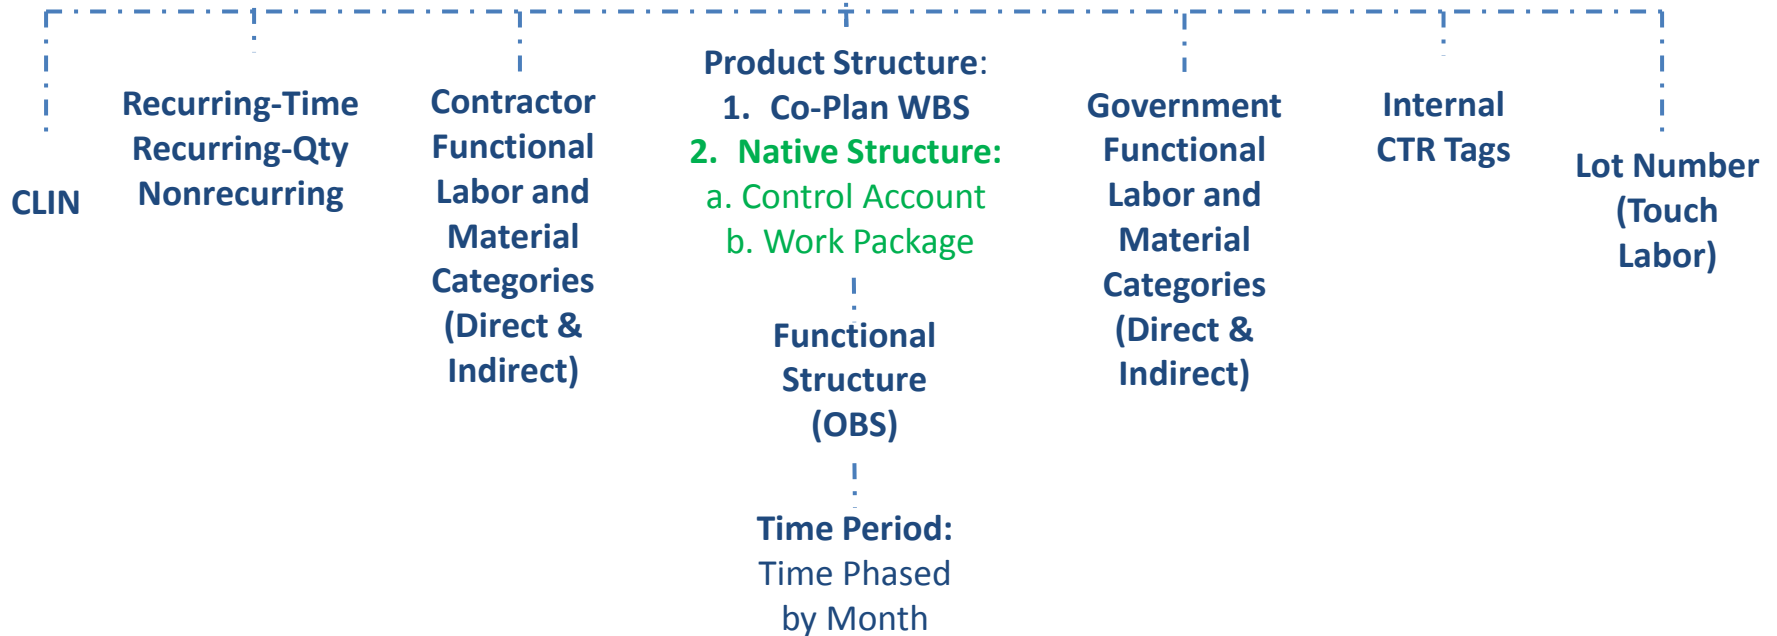 CLIN
Recurring-Time
Recurring-Qty
Nonrecurring
Contractor
Functional
Labor and
Material
Categories
(Direct &
Indirect)
Product Structure:
1. Co-Plan WBS
2. Native Structure:
a. Control Account
b. Work Package
Functional
Structure
(OBS)
Time Period:
Time Phased
by Month
Government
Functional
Labor and
Material
Categories
(Direct &
Indirect)
Internal
CTR Tags
Lot Number
(Touch
Labor)